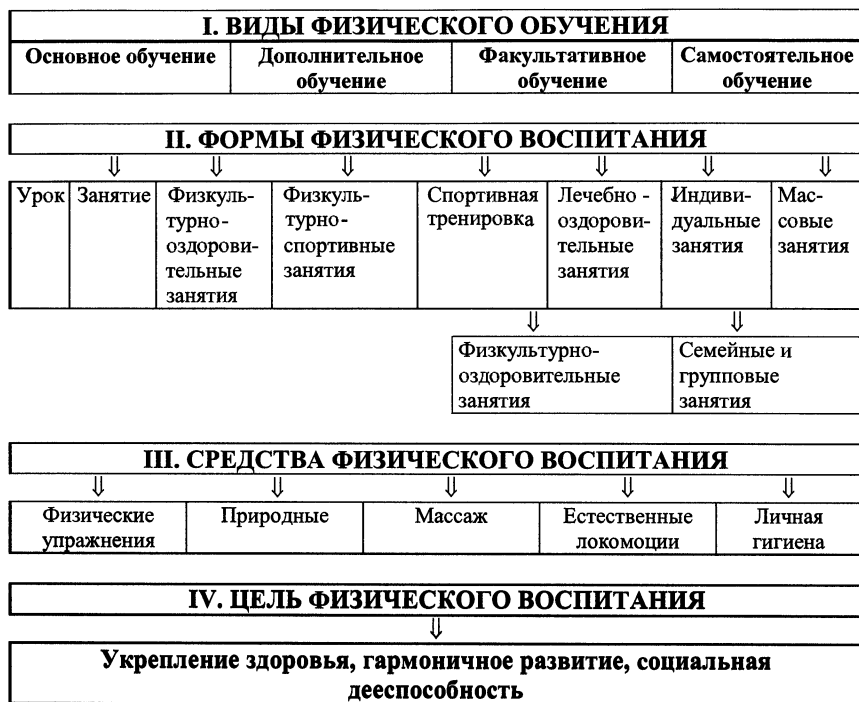 I. ВИДЫ ФИЗИЧЕСКОГО ОБУЧЕНИЯ
Основное обучение
Дополнительное
обучение
Факультативное
обучение
Самостоятельное
обучение
II. ФОРМЫ ФИЗИЧЕСКОГО ВОСПИТАНИЯ
Урок
Занятие
Физкуль-
турно-
оздорови-
тельные
занятия
Физкуль-
турно-
спортивные
занятия
Спортивная
тренировка
Лечебно -
оздорови-
тельные
занятия
Индиви-
дуальные
занятия
Мас-
совые
занятия
Физкультурно-
оздоровительные
занятия
Семейные и
групповые
занятия
III. СРЕДСТВА ФИЗИЧЕСКОГО ВОСПИТАНИЯ
Физические
упражнения
Природные
Массаж
Естественные
локомоции
Личная
гигиена
IV. ЦЕЛЬ ФИЗИЧЕСКОГО ВОСПИТАНИЯ
Укрепление здоровья, гармоничное развитие, социальная
дееспособность